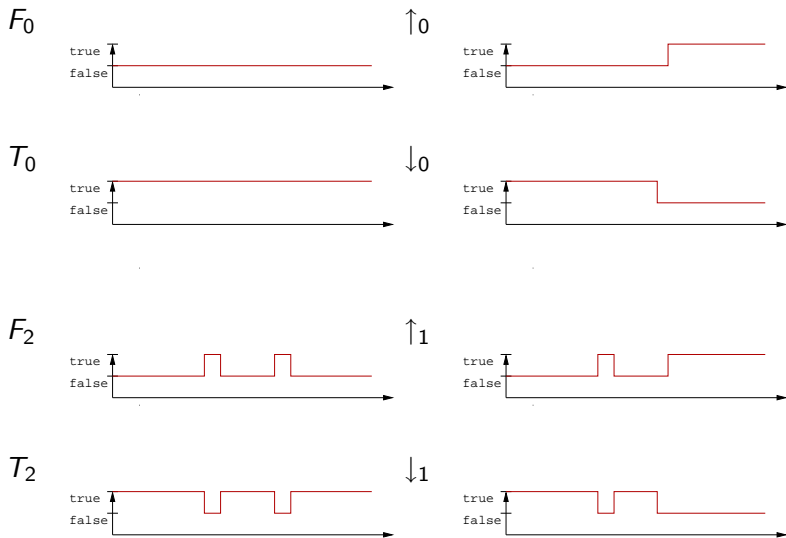 F₀ ↑₀
true true
false false
T₀ ↓₀
true true
false false
F₂ ↑₁
true true
false false
T₂ ↓₁
true true
false false